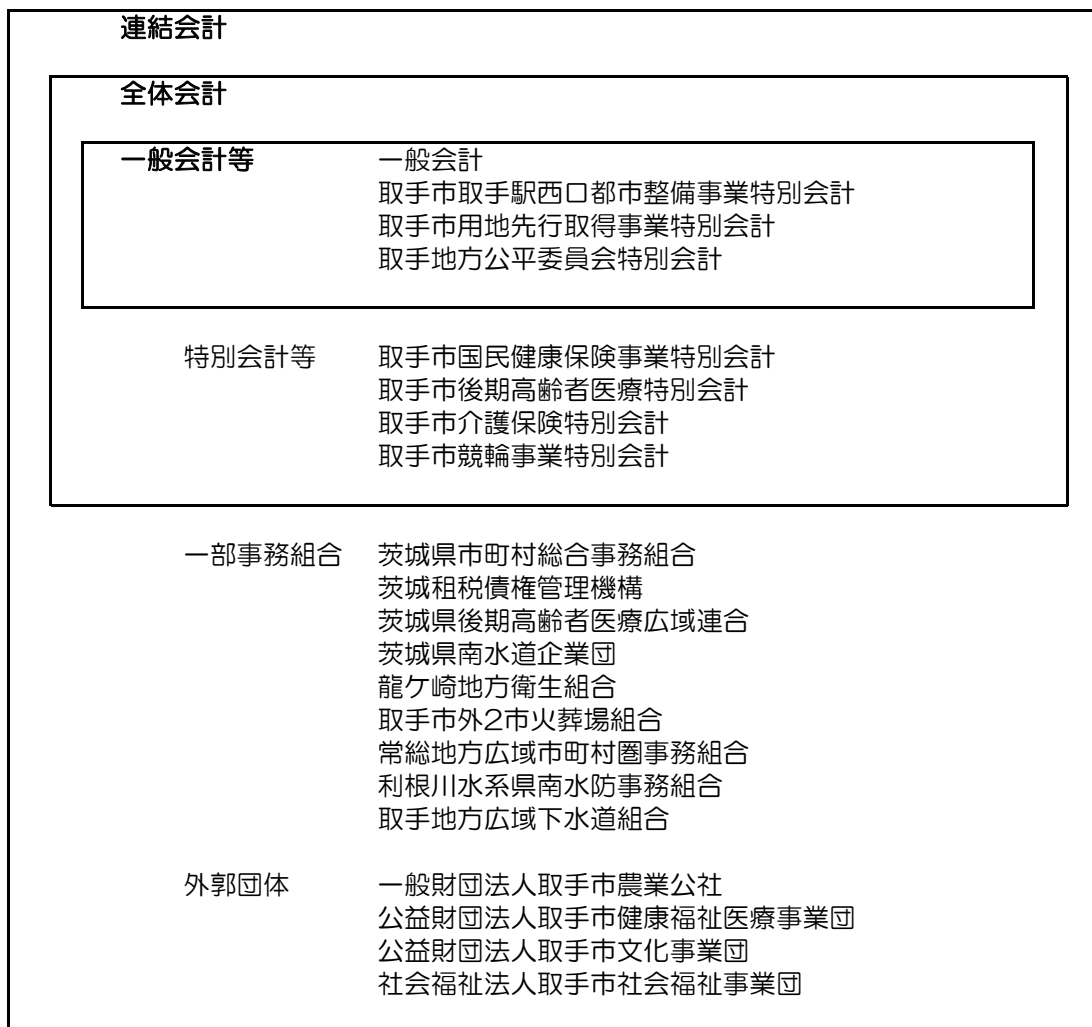 連結会計
全体会計
一般会計等 一般会計
取手市取手駅西口都市整備事業特別会計
取手市用地先行取得事業特別会計
取手地方公平委員会特別会計
特別会計等 取手市国民健康保険事業特別会計
取手市後期高齢者医療特別会計
取手市介護保険特別会計
取手市競輪事業特別会計
一部事務組合 茨城県市町村総合事務組合
茨城租税債権管理機構
茨城県後期高齢者医療広域連合
茨城県南水道企業団
龍ケ崎地方衛生組合
取手市外2市火葬場組合
常総地方広域市町村圏事務組合
利根川水系県南水防事務組合
取手地方広域下水道組合
外郭団体 一般財団法人取手市農業公社
公益財団法人取手市健康福祉医療事業団
公益財団法人取手市文化事業団
社会福祉法人取手市社会福祉事業団